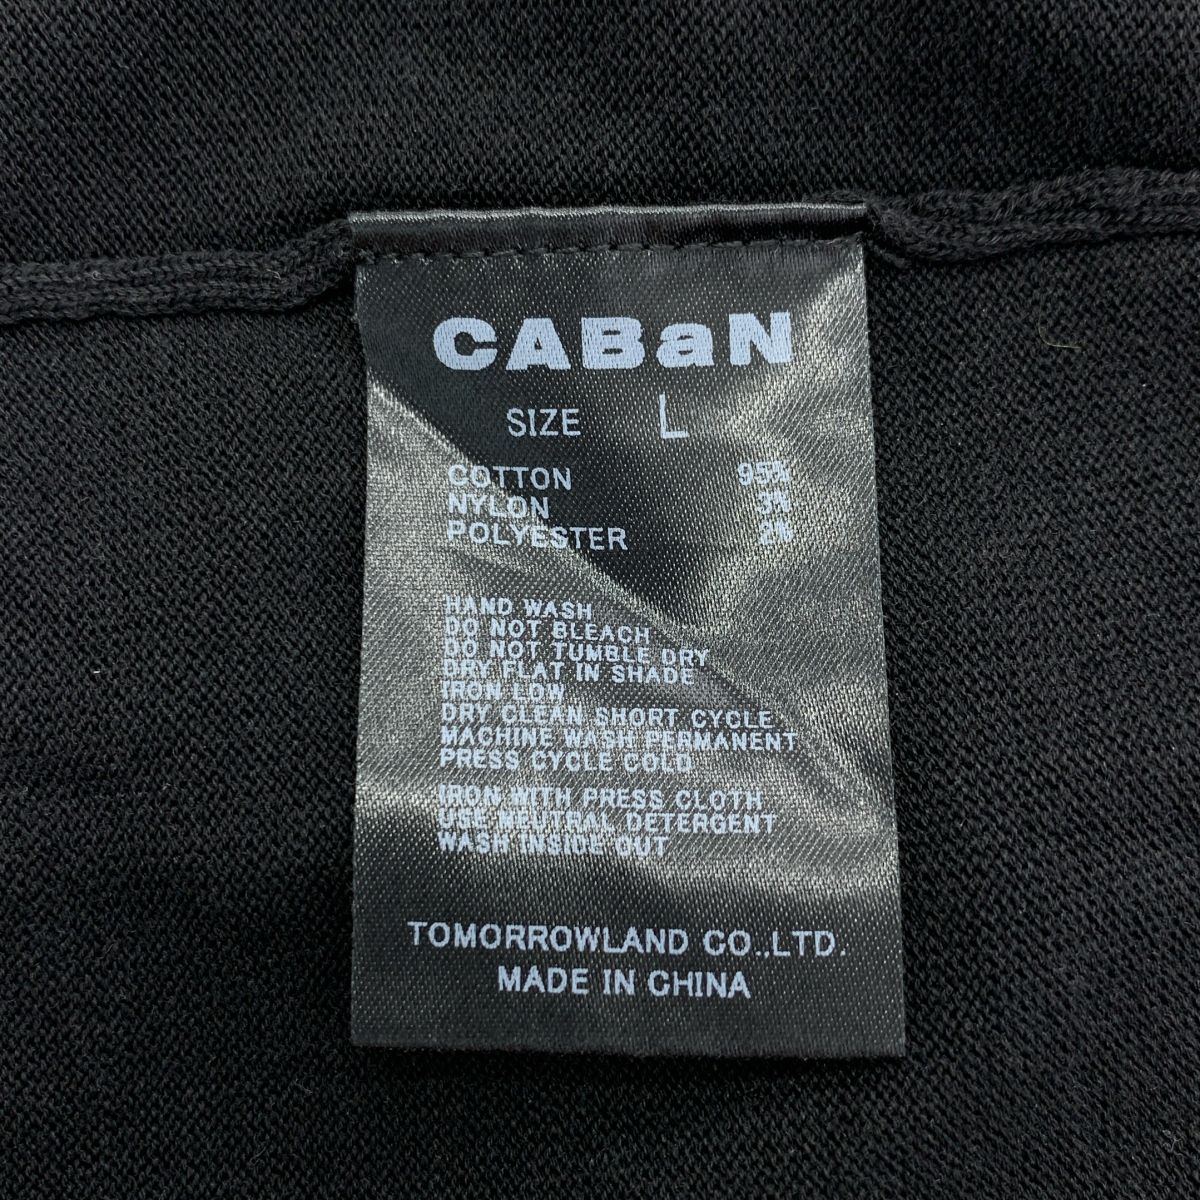 CABaN
SIZE L
COTTON 95%
NYLON 3%
POLYESTER 2%
HAND WASH
DO NOT BLEACH
DO NOT TUMBLE DRY
DRY FLAT IN SHADE
IRON LOW
DRY CLEAN SHORT CYCLE
MACHINE WASH PERMANENT
PRESS CYCLE COLD
IRON WITH PRESS CLOTH
USE NEUTRAL DETERGENT
WASH INSIDE OUT
TOMORROWLAND CO.,LTD.
MADE IN CHINA